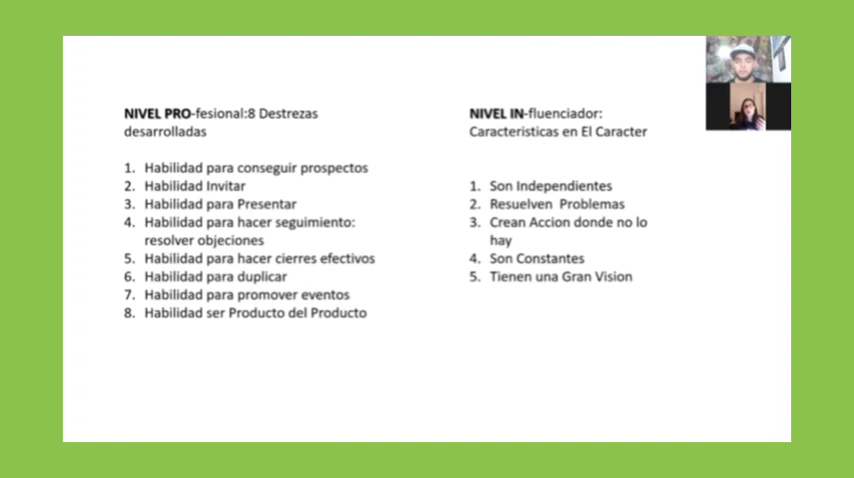 NIVEL PRO-fesional:8 Destrezas
desarrolladas
1. Habilidad para conseguir prospectos
2. Habilidad Invitar
3. Habilidad para Presentar
4. Habilidad para hacer seguimiento:
resolver objeciones
5. Habilidad para hacer cierres efectivos
6. Habilidad para duplicar
7. Habilidad para promover eventos
8. Habilidad ser Producto del Producto
NIVEL IN-fluenciador:
Caracteristicas en El Caracter
1. Son Independientes
2. Resuelven Problemas
3. Crean Accion donde no lo
hay
4. Son Constantes
5. Tienen una Gran Vision